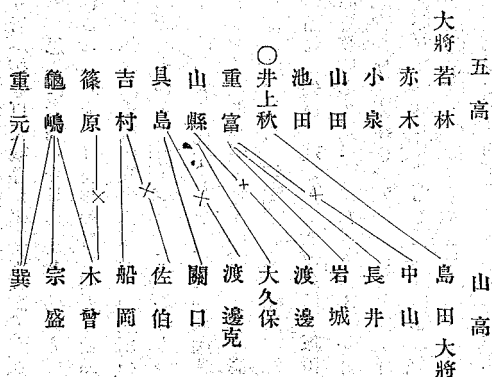 五高
大將 若林
赤木
小泉
山田
池田
○井上秋
重富
山縣
具島
吉村
篠原
龜嶋
重元
山高
島田 大將
中山
長井
岩城
渡邊
大久保
渡邊克
關口
佐伯
船岡
木曾
宗盛
巽